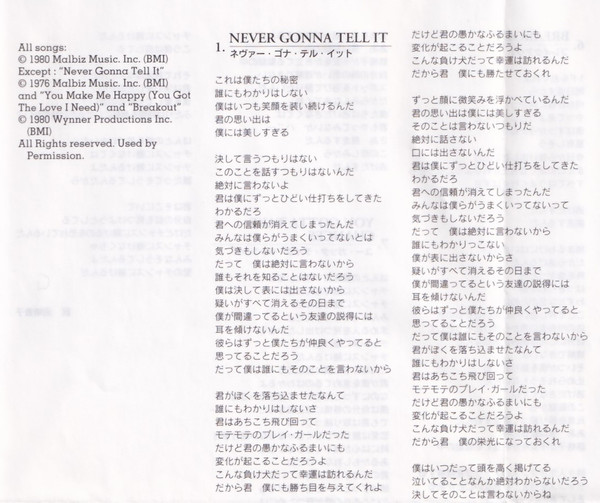 All songs:
© 1980 Malbiz Music. Inc. (BMI)
Except : "Never Gonna Tell It"
© 1976 Malbiz Music. Inc. (BMI)
and "You Make Me Happy (You Got
The Love I Need)" and "Breakout"
© 1980 Wynner Productions Inc.
(BMI)
All Rights reserved. Used by
Permission.
NEVER GONNA TELL IT
1. ネヴァー・ゴナ・テル・イット
これは僕たちの秘密
誰にもわかりはしない
僕はいつも笑顔を装い続けるんだ
君の思い出は
僕には美しすぎる
決して言うつもりはない
このことを話すつもりはないんだ
絶対に言わないよ
君は僕にずっとひどい仕打ちをしてきた
わかるだろ
君への信頼が消えてしまったんだ
みんなは僕らがうまくいってないとは
気づきもしないだろう
だって　僕は絶対に言わないから
誰もそれを知ることはないだろう
僕は決して表には出さないから
疑いがすべて消えるその日まで
僕が間違ってるという友達の説得には
耳を傾けないんだ
彼らはずっと僕たちが仲良くやってると
思ってることだろう
だって僕は誰にもそのことを言わないから
君がぼくを落ち込ませたなんて
誰にもわかりはしないさ
君はあちこち飛び回って
モテモテのプレイ・ガールだった
だけど君の愚かなふるまいにも
変化が起こることだろうよ
こんな負け犬だって幸運は訪れるんだ
だから君　僕にも勝ち目を与えてくれよ
だけど君の愚かなふるまいにも
変化が起こることだろうよ
こんな負け犬だって幸運は訪れるんだ
だから君　僕にも勝たせておくれ
ずっと顔に微笑みを浮かべているんだ
君の思い出は僕には美しすぎる
そのことは言わないつもりだ
絶対に話さない
口には出さないんだ
君は僕にずっとひどい仕打ちをしてきた
わかるだろ
君への信頼が消えてしまったんだ
みんなは僕らがうまくいってないって
気づきもしないだろう
だって　僕は絶対に言わないから
誰にもわかりっこない
僕が表に出さないからさ
疑いがすべて消えるその日まで
僕が間違ってるという友達の説得には
耳を傾けないんだ
彼らはずっと僕たちが仲良くやってると
思ってることだろう
だって僕は誰にもそのことを言わないから
君がぼくを落ち込ませたなんて
誰にもわかりはしないさ
君はあちこち飛び回って
モテモテのプレイ・ガールだった
だけど君の愚かなふるまいにも
変化が起こることだろうよ
こんな負け犬だって幸運は訪れるんだ
だから君　僕の栄光になっておくれ
僕はいつだって頭を高く掲げてる
泣いてることなんか絶対わからないだろう
決してそのことは言わないからね